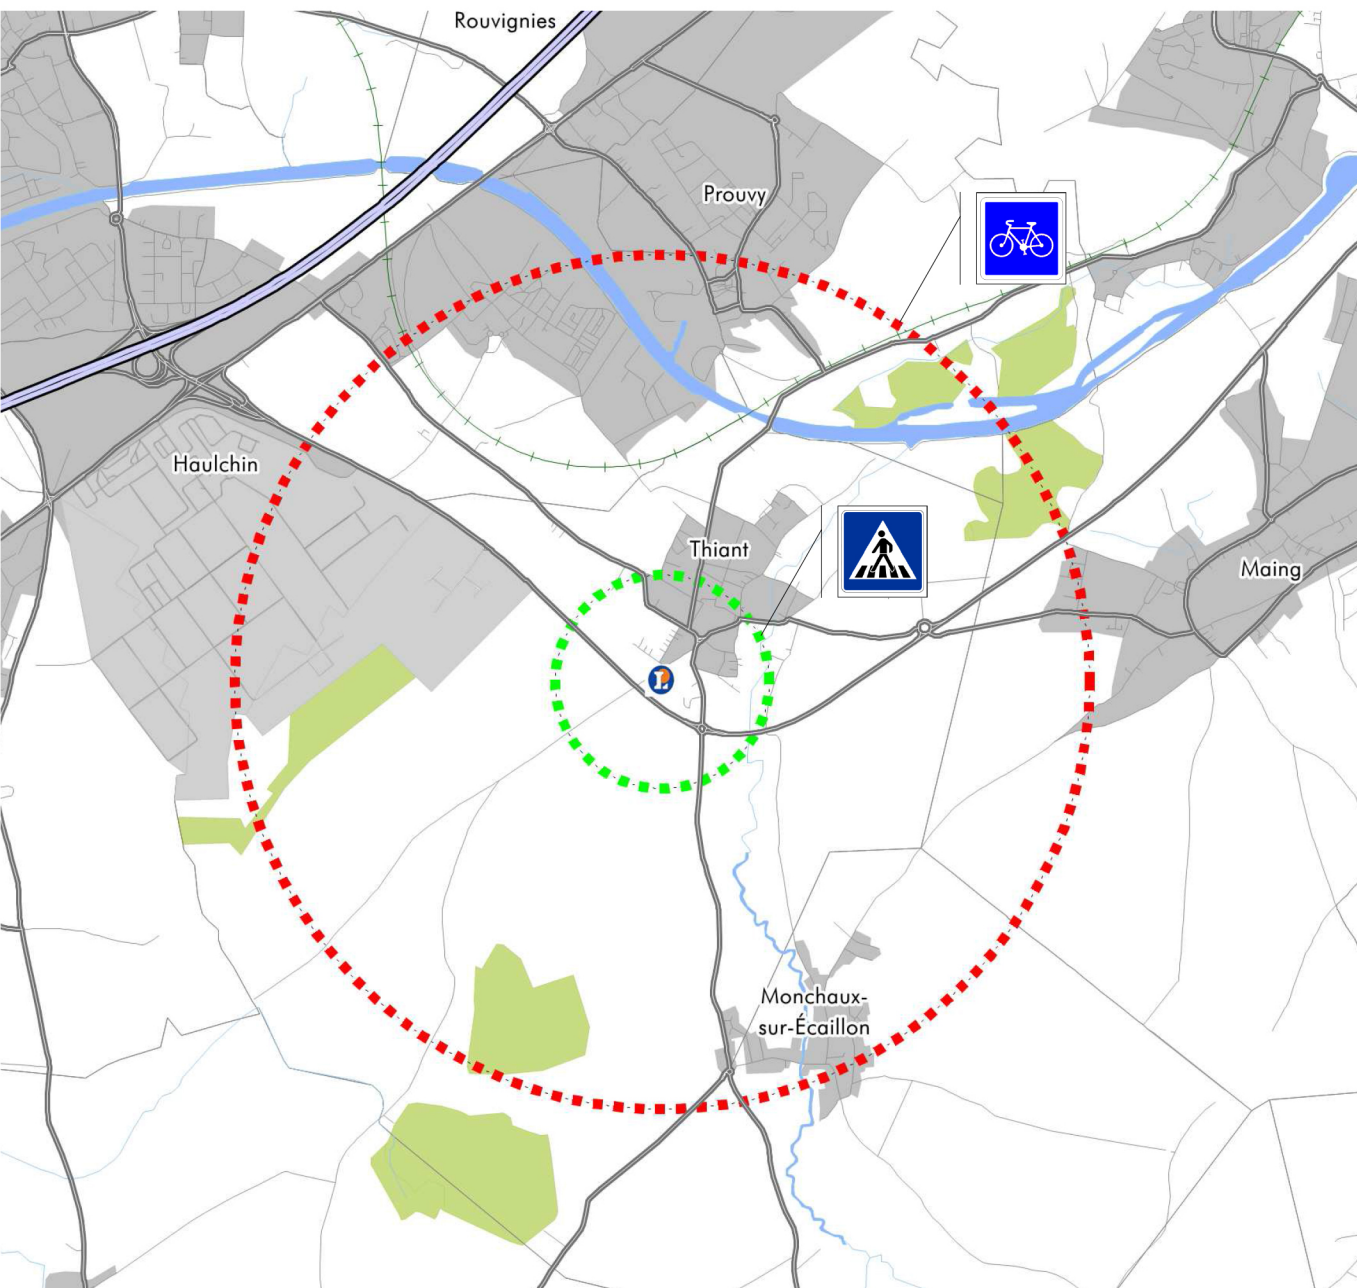 Rouvignies
Prouvy
Haulchin
Thiant
Maing
L
Monchaux-
sur-Écaillon